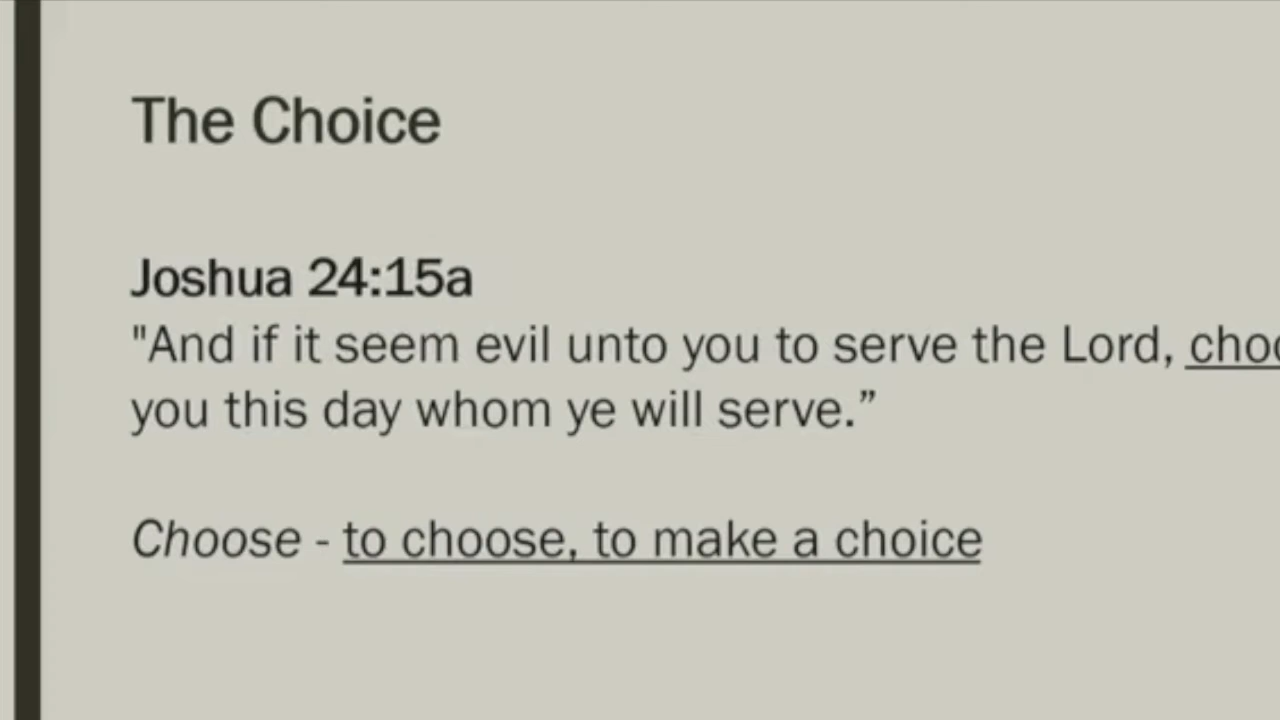 The Choice
Joshua 24:15a
"And if it seem evil unto you to serve the Lord,
you this day whom ye will serve.”
Choose - to choose, to make a choice